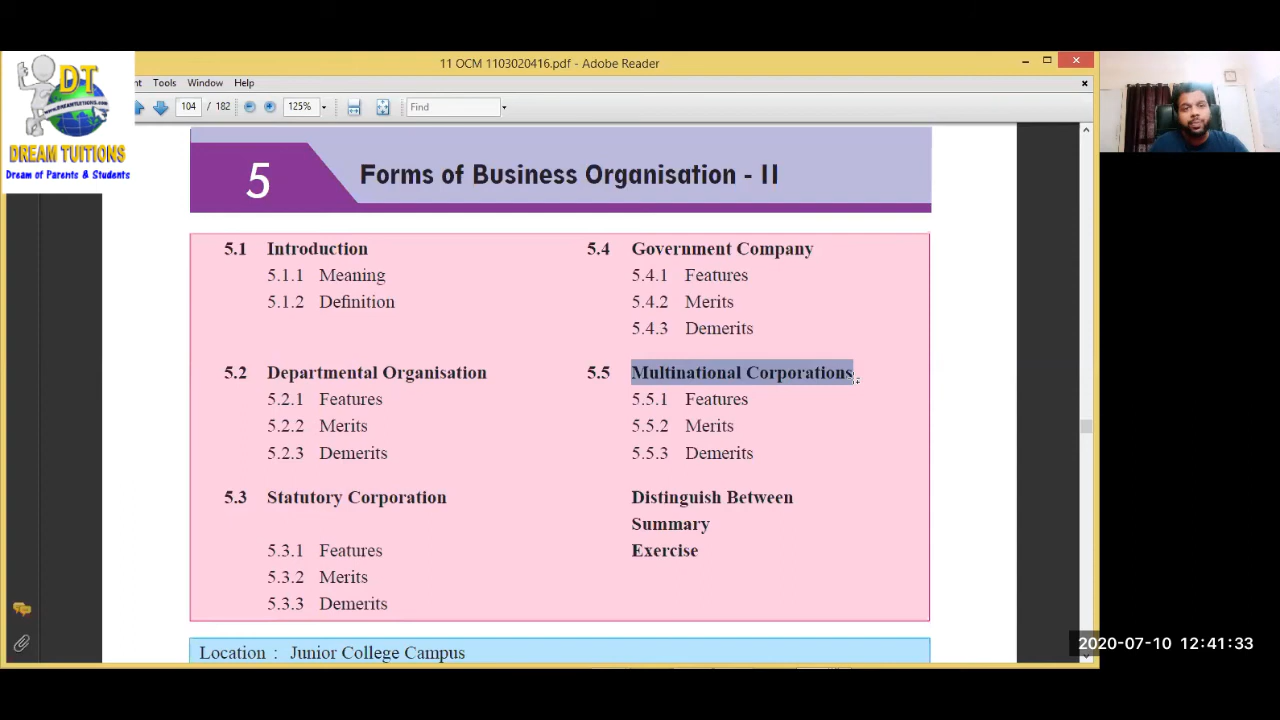 11 OCM 1103020416.pdf - Adobe Reader
DT
WWW.DREAMTUITIONS.COM
DREAM TUITIONS
Dream of Parents & Students
nt Tools Window Help
104 / 182 125% Find
5 Forms of Business Organisation - II
5.1 Introduction
5.1.1 Meaning
5.1.2 Definition
5.2 Departmental Organisation
5.2.1 Features
5.2.2 Merits
5.2.3 Demerits
5.3 Statutory Corporation
5.3.1 Features
5.3.2 Merits
5.3.3 Demerits
5.4 Government Company
5.4.1 Features
5.4.2 Merits
5.4.3 Demerits
5.5 Multinational Corporations
5.5.1 Features
5.5.2 Merits
5.5.3 Demerits
Distinguish Between
Summary
Exercise
Location : Junior College Campus
2020-07-10 12:41:33